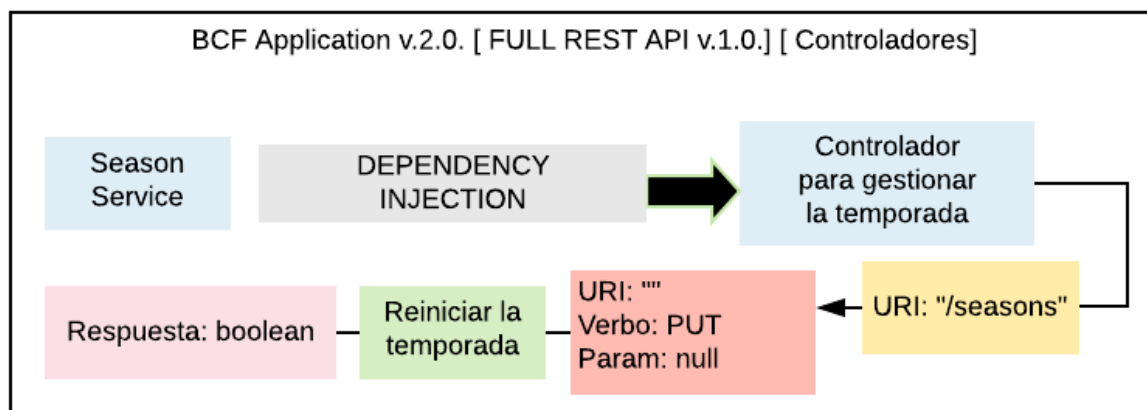 BCF Application v.2.0. [ FULL REST API v.1.0.] [ Controladores]
Season
Service
DEPENDENCY
INJECTION
Controlador
para gestionar
la temporada
Respuesta: boolean
Reiniciar la
temporada
URI: ""
Verbo: PUT
Param: null
URI: "/seasons"